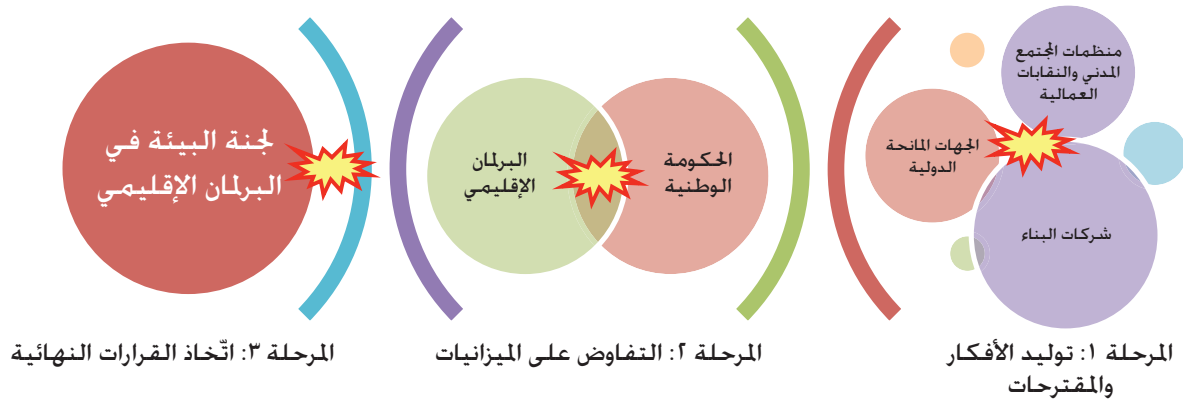 منظمات المجتمع
المدني والنقابات
العمالية
الجهات المانحة
الدولية
شركات البناء
المرحلة ١: توليد الأفكار
والمقترحات
الحكومة
الوطنية
البرلمان
الإقليمي
المرحلة ٢: التفاوض على الميزانيات
لجنة البيئة في
البرلمان الإقليمي
المرحلة ٣: اتّخاذ القرارات النهائية